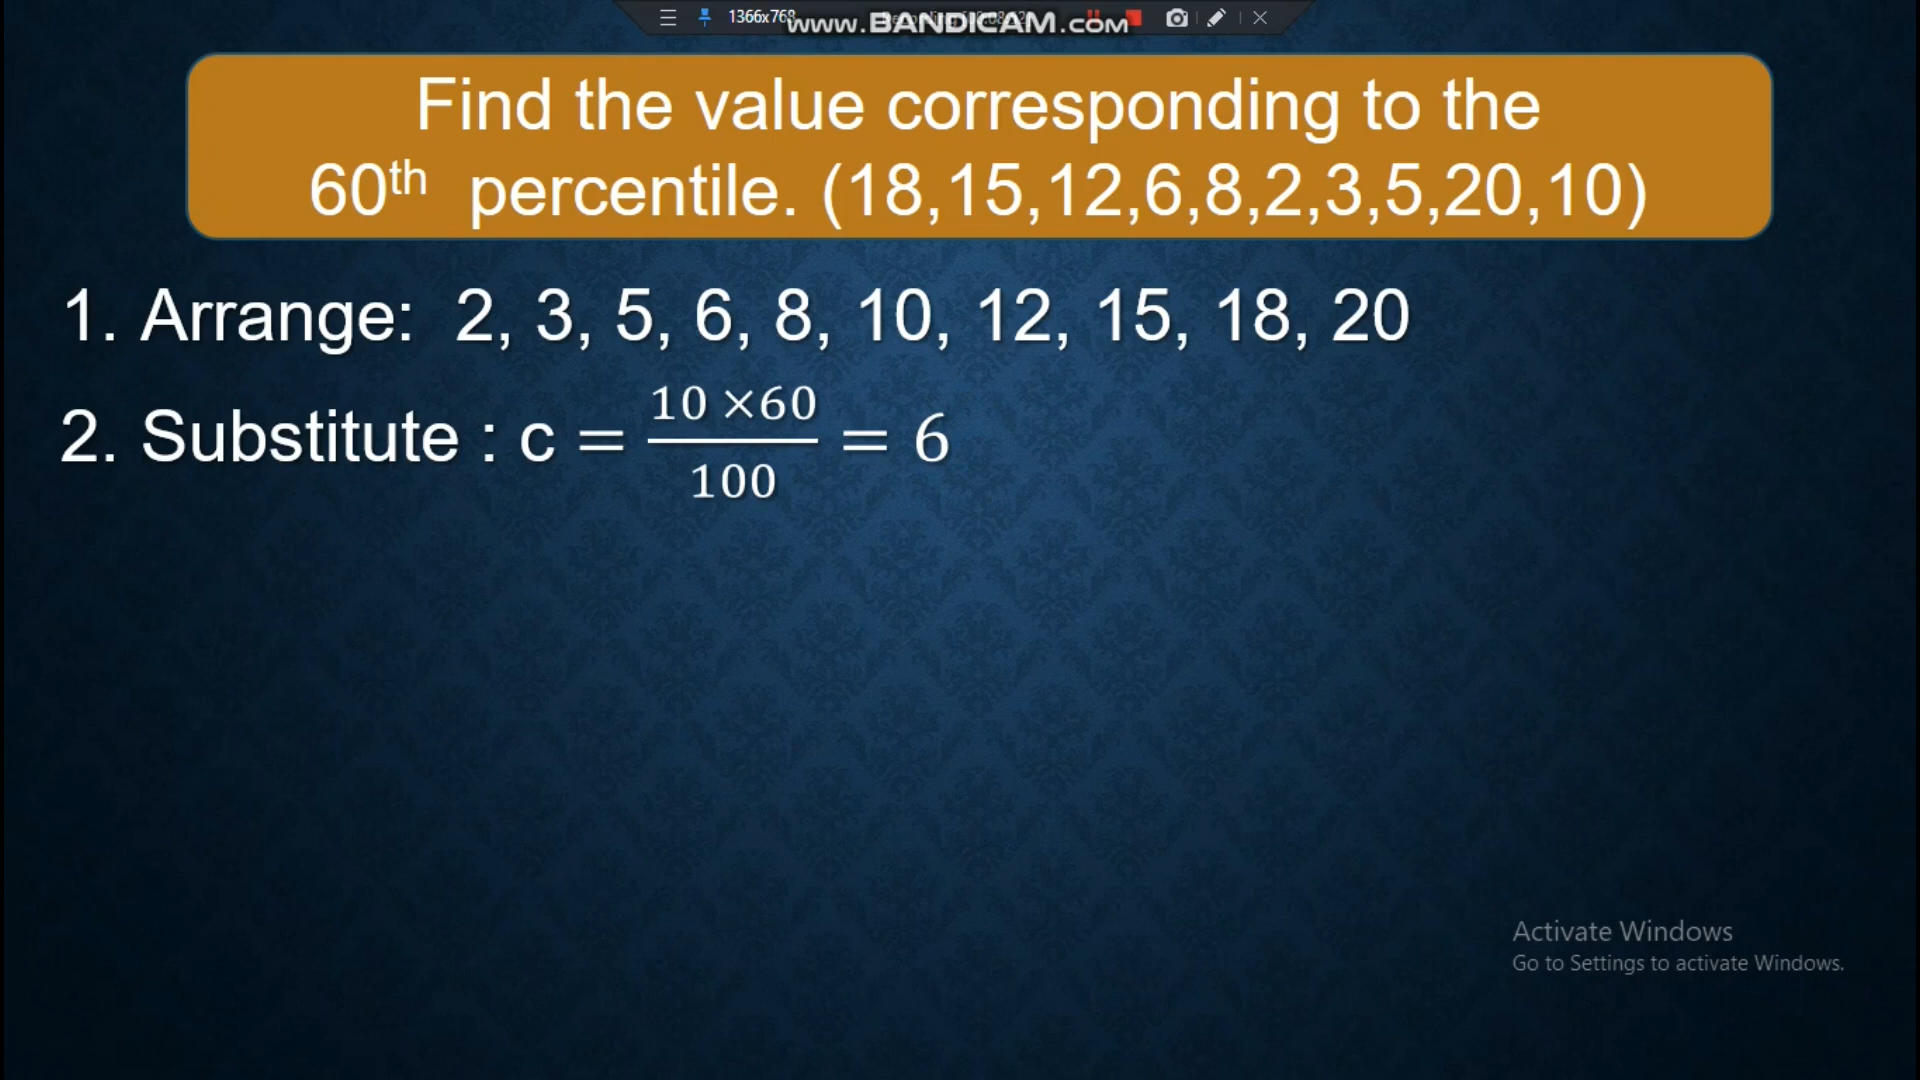 1366x768
www.BANDICAM.com
Find the value corresponding to the
60th percentile. (18,15,12,6,8,2,3,5,20,10)
1. Arrange: 2, 3, 5, 6, 8, 10, 12, 15, 18, 20
2. Substitute : c = 10 ×60 / 100 = 6
Activate Windows
Go to Settings to activate Windows.